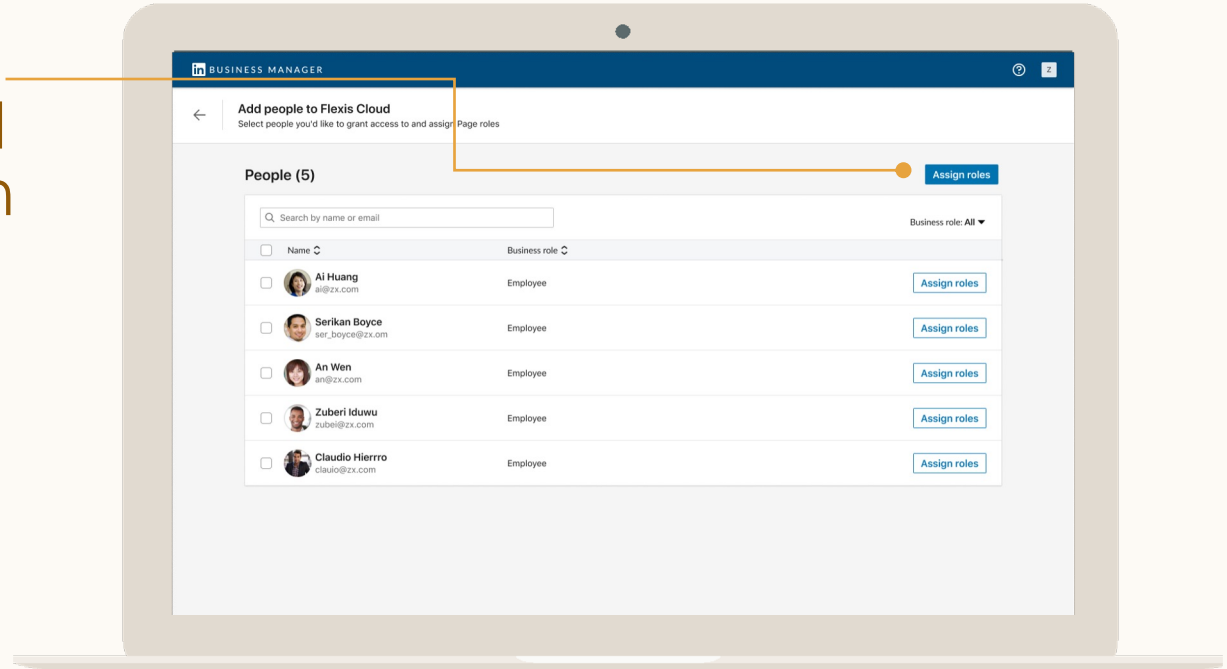 in BUSINESS MANAGER
Z
Add people to Flexis Cloud
Select people you'd like to grant access to and assign Page roles
People (5)
Assign roles
Search by name or email
Business role: All
Name
Business role
Ai Huang
ai@zx.com
Employee
Assign roles
Serikan Boyce
ser_boyce@zx.om
Employee
Assign roles
An Wen
an@zx.com
Employee
Assign roles
Zuberi Iduwu
zubei@zx.com
Employee
Assign roles
Claudio Hierrro
clauio@zx.com
Employee
Assign roles